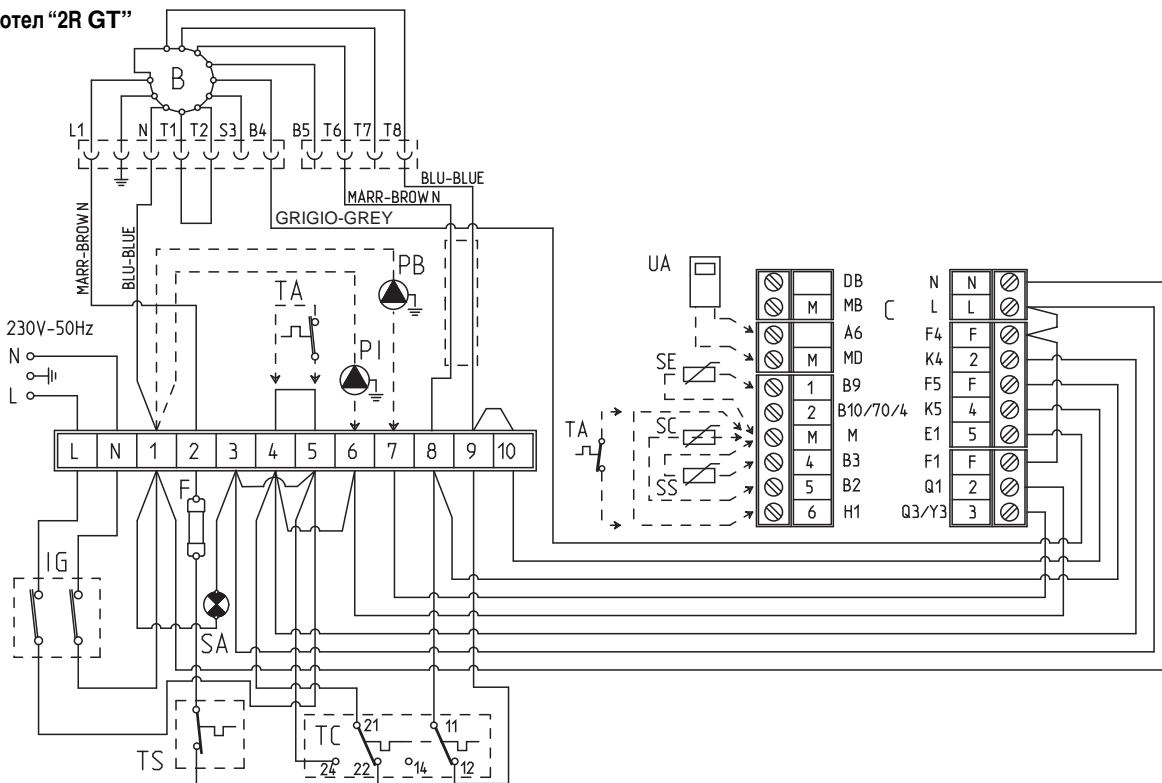 отел “2R GT”
B
L1 N T1 T2 S3 B4 B5 T6 T7 T8
BLU-BLUE
MARR-BROWN
GRIGIO-GREY
MARR-BROWN
BLU-BLUE
PB
TA
PI
230V-50Hz
N
L
L N 1 2 3 4 5 6 7 8 9 10
F
IG
SA
TS
TC
21
24 22
11
14 12
UA
SE
SC
SS
TA
C
DB
M MB
A6
M MD
1 B9
2 B10/70/4
M M
4 B3
5 B2
6 H1
N N
L L
F4 F
K4 2
F5 F
K5 4
E1 5
F1 F
Q1 2
Q3/Y3 3